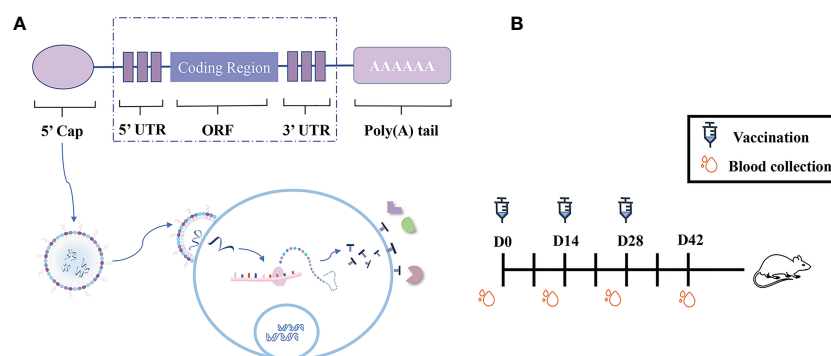 A
AAAAAA
Coding Region
5' Cap
5' UTR
ORF
3' UTR
Poly(A) tail
B
Vaccination
Blood collection
D0
D14
D28
D42